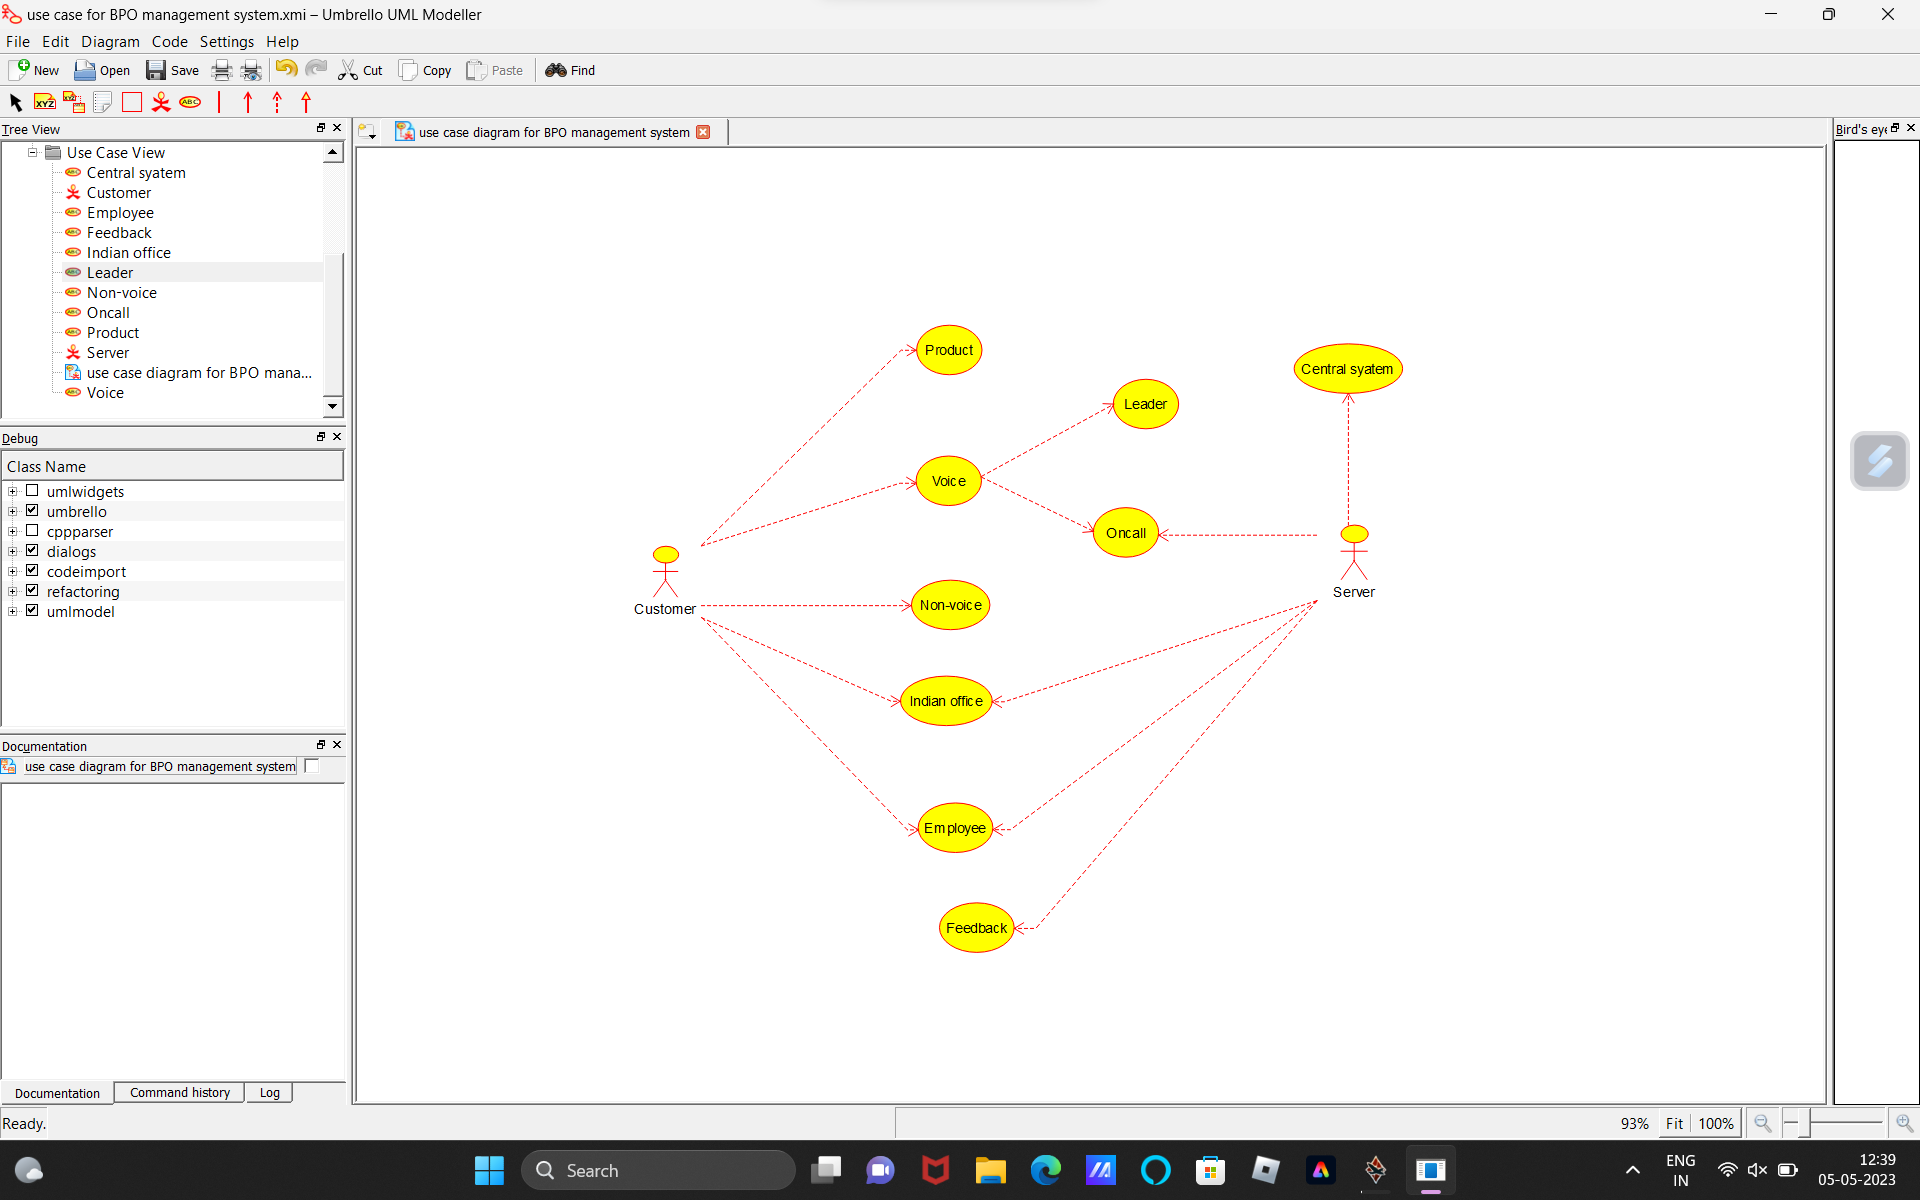 use case for BPO management system.xmi – Umbrello UML Modeller
File Edit Diagram Code Settings Help
New Open Save Cut Copy Paste Find
XYZ ABC
Tree View
use case diagram for BPO management system
Bird's eye
Use Case View
Central syatem
Customer
Employee
Feedback
Indian office
Leader
Non-voice
Oncall
Product
Server
use case diagram for BPO mana...
Voice
Debug
Class Name
umlwidgets
umbrello
cppparser
dialogs
codeimport
refactoring
umlmodel
Documentation
use case diagram for BPO management system
Documentation Command history Log
Product
Central syatem
Leader
Voice
Oncall
Server
Customer
Non-voice
Indian office
Employee
Feedback
Ready.
93% Fit 100%
Search
ENG
IN
12:39
05-05-2023